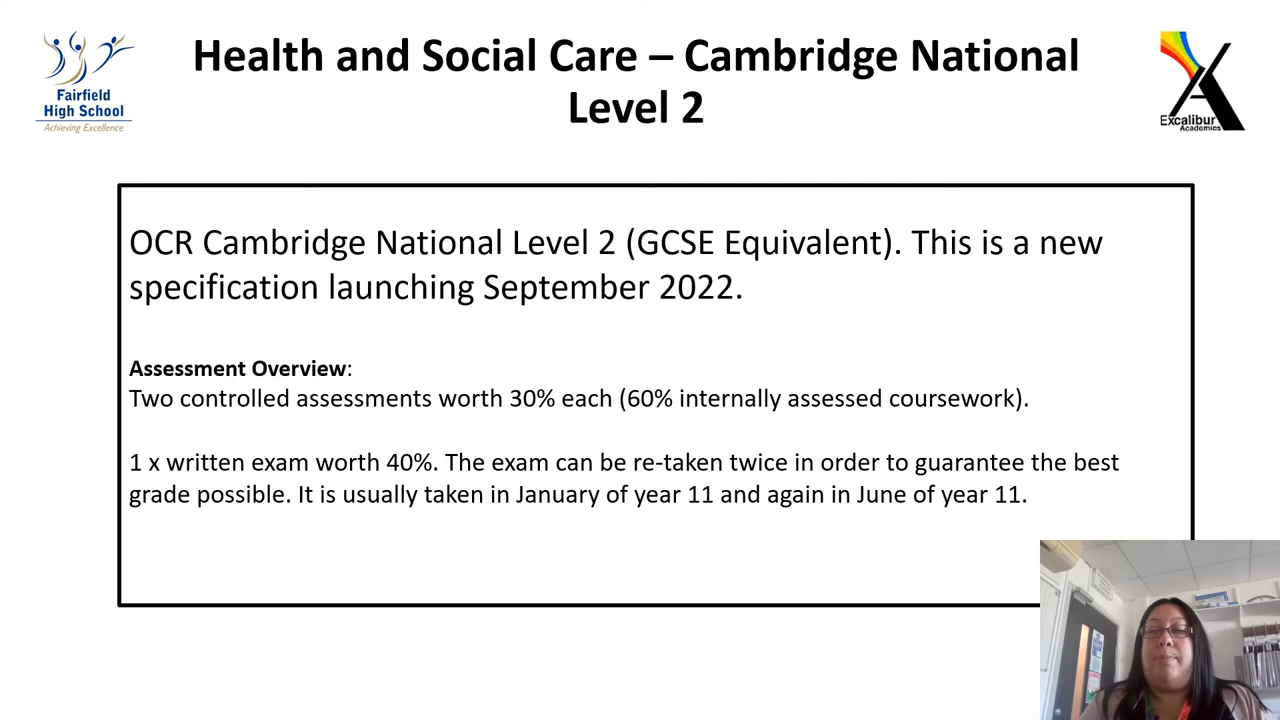 Health and Social Care – Cambridge National
Level 2
Fairfield
High School
Achieving Excellence
Excalibur
Academics
OCR Cambridge National Level 2 (GCSE Equivalent). This is a new
specification launching September 2022.
Assessment Overview:
Two controlled assessments worth 30% each (60% internally assessed coursework).
1 x written exam worth 40%. The exam can be re-taken twice in order to guarantee the best
grade possible. It is usually taken in January of year 11 and again in June of year 11.